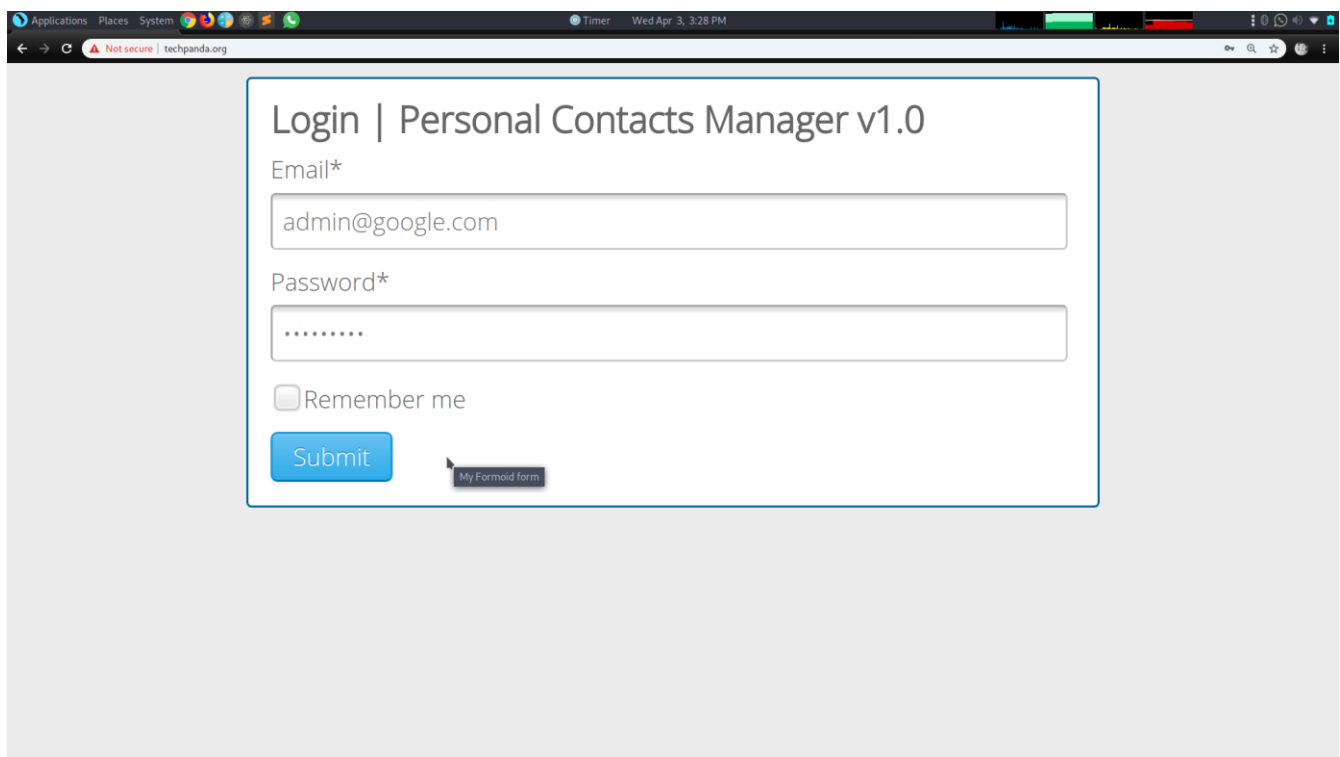 Applications Places System Timer Wed Apr 3, 3:28 PM 0
Not secure | techpanda.org
Login | Personal Contacts Manager v1.0
Email*
admin@google.com
Password*
•••••••••
Remember me
Submit
My Formoid form